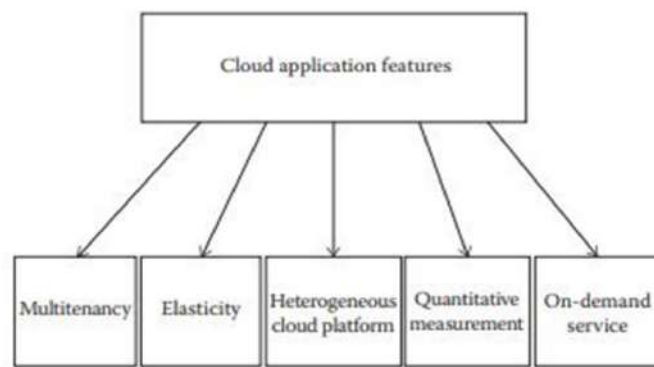 Cloud application features
Multitenancy
Elasticity
Heterogeneous
cloud platform
Quantitative
measurement
On-demand
service